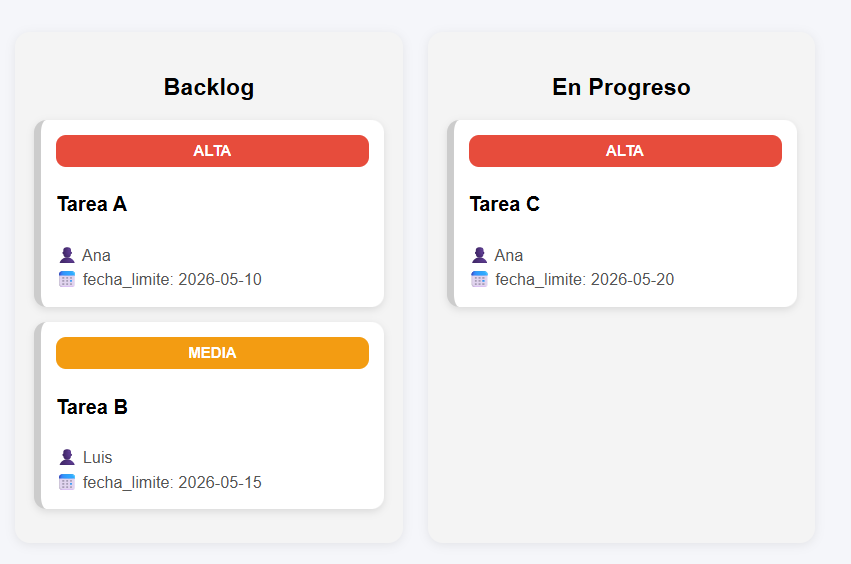 Backlog
ALTA
Tarea A
Ana
fecha_limite: 2026-05-10
MEDIA
Tarea B
Luis
fecha_limite: 2026-05-15
En Progreso
ALTA
Tarea C
Ana
fecha_limite: 2026-05-20